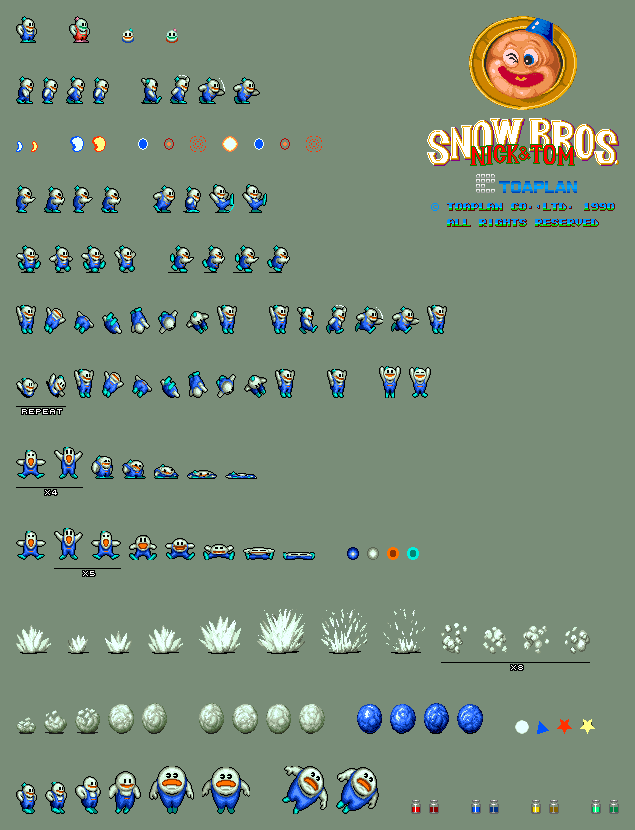 SNOW BROS
NICK & TOM
TOAPLAN
© TOAPLAN CO.,LTD. 1990
ALL RIGHTS RESERVED
REPEAT
X4
X5
X8